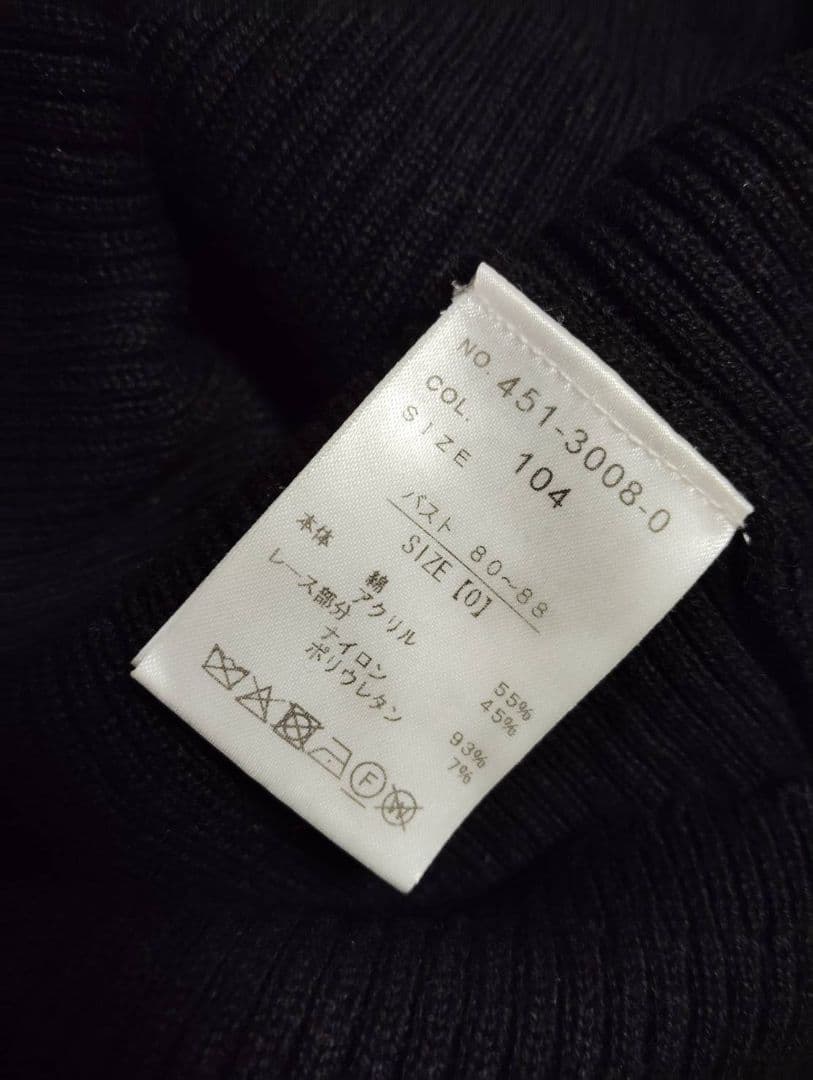 NO. 451-3008-0
COL. 104
SIZE
バスト 80～88
SIZE【0】
本体
綿 55%
アクリル 45%
レース部分
ナイロン 93%
ポリウレタン 7%
F W